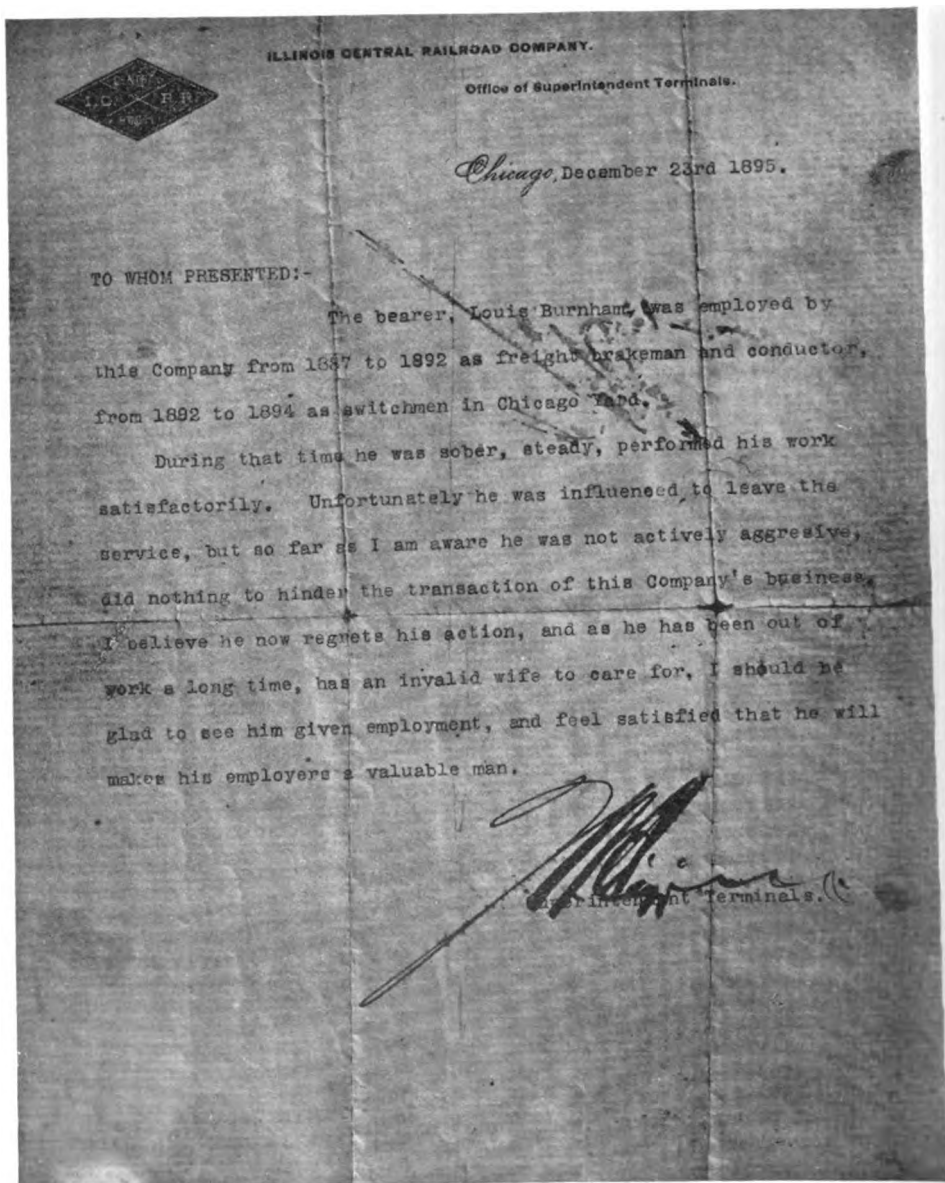 ILLINOIS CENTRAL RAILROAD COMPANY.
Office of Superintendent Terminals.
I.C. R.R.
Chicago, December 23rd 1895.
TO WHOM PRESENTED:-
The bearer, Louis Burnham, was employed by
this Company from 1887 to 1892 as freight brakeman and conductor,
from 1892 to 1894 as switchmen in Chicago Yard.
During that time he was sober, steady, performed his work
satisfactorily. Unfortunately he was influenced to leave the
service, but so far as I am aware he was not actively aggresive,
did nothing to hinder the transaction of this Company's business.
I believe he now regrets his action, and as he has been out of
work a long time, has an invalid wife to care for, I should be
glad to see him given employment, and feel satisfied that he will
makes his employers a valuable man.
Superintendent Terminals.